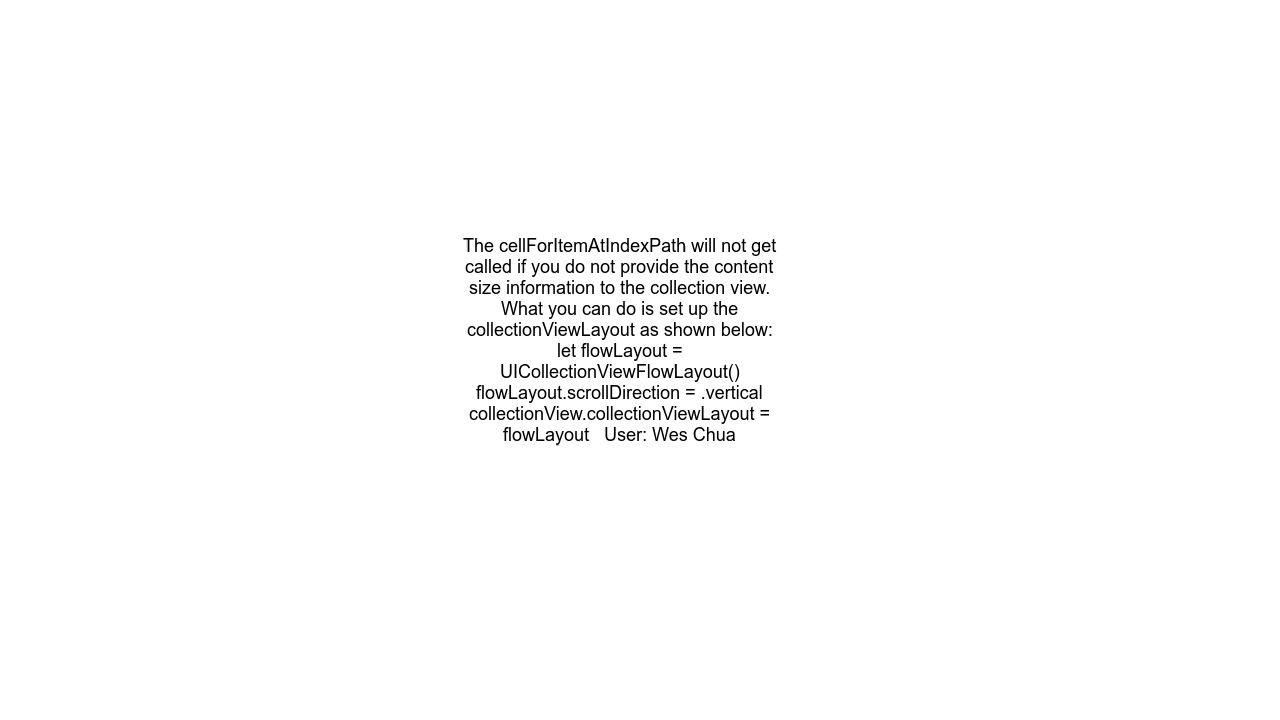 The cellForItemAtIndexPath will not get
called if you do not provide the content
size information to the collection view.
What you can do is set up the
collectionViewLayout as shown below:
let flowLayout =
UICollectionViewFlowLayout()
flowLayout.scrollDirection = .vertical
collectionView.collectionViewLayout =
flowLayout   User: Wes Chua